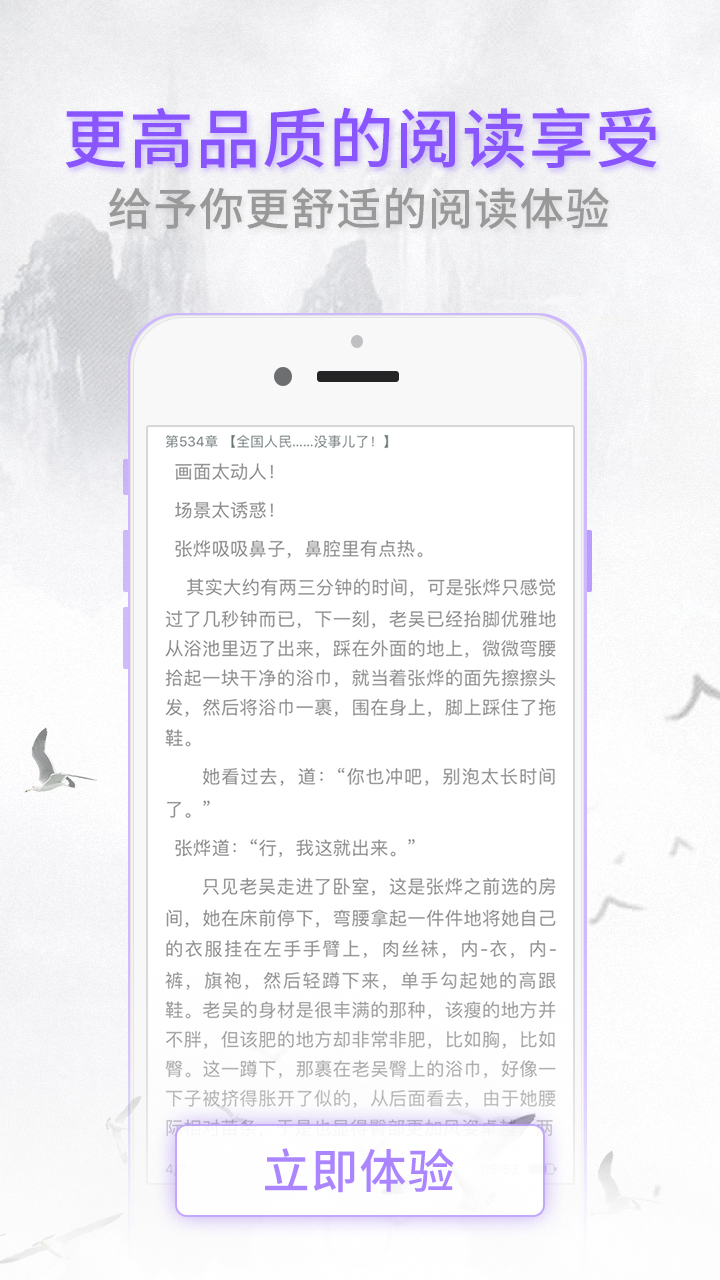 更高品质的阅读享受
给予你更舒适的阅读体验
第534章 【全国人民……没事儿了！】
画面太动人！
场景太诱惑！
张烨吸吸鼻子，鼻腔里有点热。
其实大约有两三分钟的时间，可是张烨只感觉
过了几秒钟而已，下一刻，老吴已经抬脚优雅地
从浴池里迈了出来，踩在外面的地上，微微弯腰
拾起一块干净的浴巾，就当着张烨的面先擦擦头
发，然后将浴巾一裹，围在身上，脚上踩住了拖
鞋。
她看过去，道：“你也冲吧，别泡太长时间
了。”
张烨道：“行，我这就出来。”
只见老吴走进了卧室，这是张烨之前选的房
间，她在床前停下，弯腰拿起一件件地将她自己
的衣服挂在左手手臂上，肉丝袜，内-衣，内-
裤，旗袍，然后轻蹲下来，单手勾起她的高跟
鞋。老吴的身材是很丰满的那种，该瘦的地方并
不胖，但该肥的地方却非常非肥，比如胸，比如
臀。这一蹲下，那裹在老吴臀上的浴巾，好像一
下子被挤得胀开了似的，从后面看去，由于她腰
立即体验